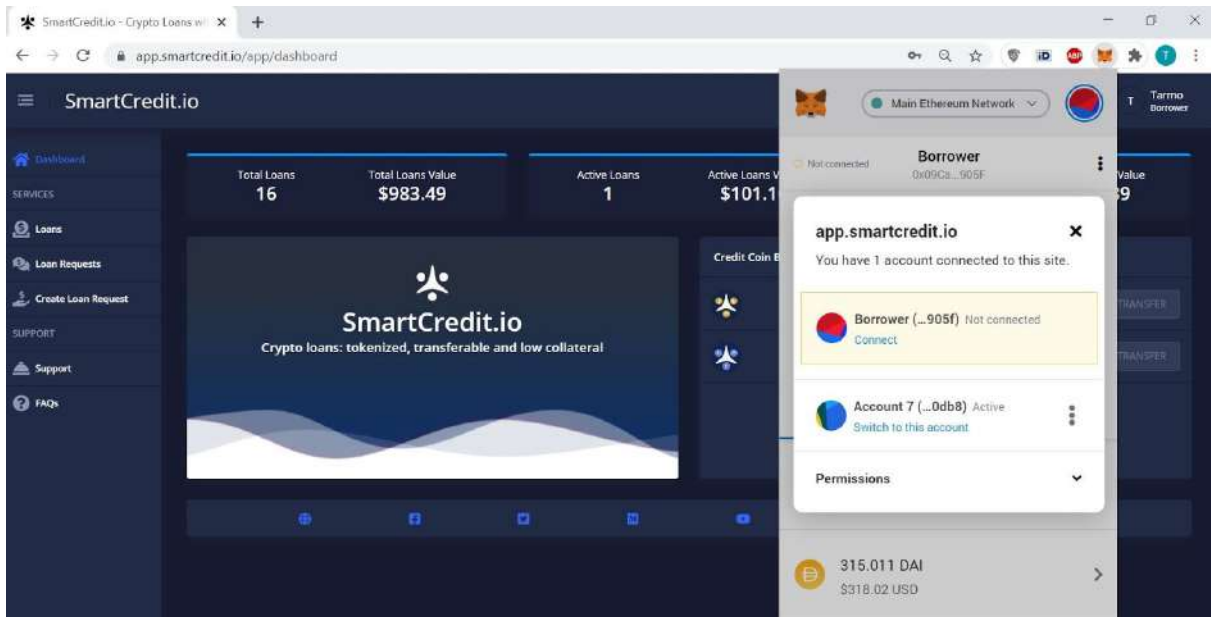 SmartCredit.io - Crypto Loans wi
app.smartcredit.io/app/dashboard
iD
ABP
T
SmartCredit.io
Main Ethereum Network
T
Tarmo
Borrower
Dashboard
SERVICES
Loans
Loan Requests
Create Loan Request
SUPPORT
Support
FAQs
Total Loans
16
Total Loans Value
$983.49
Active Loans
1
Active Loans V
$101.1
Value
9
SmartCredit.io
Crypto loans: tokenized, transferable and low collateral
Credit Coin B
TRANSFER
TRANSFER
Not connected
Borrower
0x09Ca...905F
app.smartcredit.io
You have 1 account connected to this site.
Borrower (...905f) Not connected
Connect
Account 7 (...0db8) Active
Switch to this account
Permissions
315.011 DAI
$318.02 USD